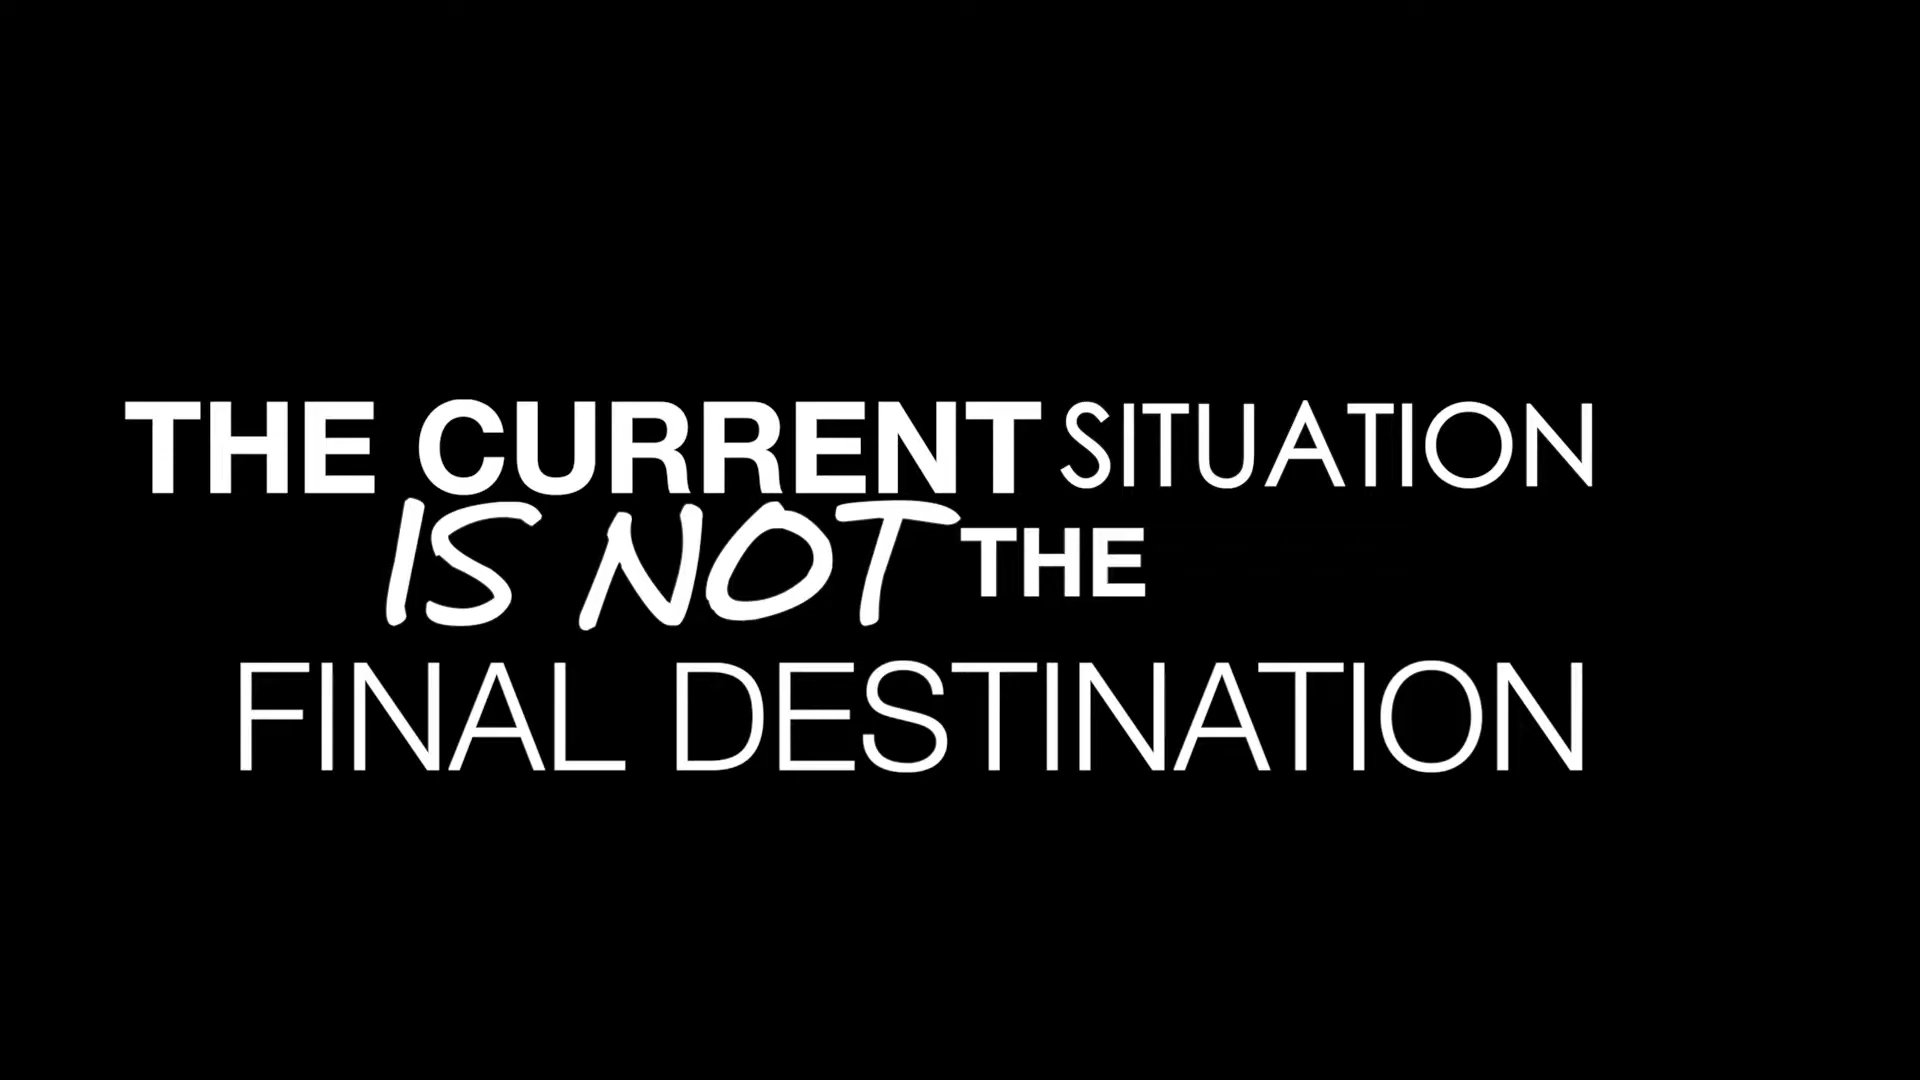 THE CURRENT SITUATION
IS NOT THE
FINAL DESTINATION